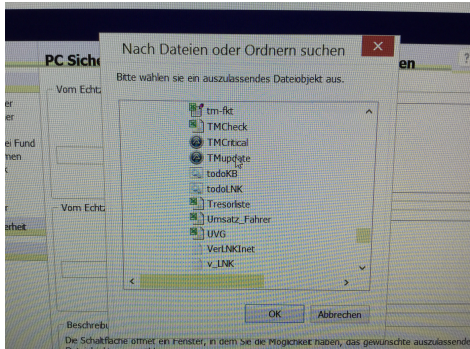 Nach Dateien oder Ordnern suchen
PC Siche
en
?
Bitte wählen sie ein auszulassendes Dateiobjekt aus.
Vom Echtz
er
er
ei Fund
men
tm-fkt
TMCheck
TMCritical
TMupdate
todoKB
todoLNK
Tresorliste
Umsatz_Fahrer
UVG
VerLNKInet
v_LNK
Vom Echtz
erheit
OK
Abbrechen
Beschreibu
Die Schaltfläche öffnet ein Fenster, in dem Sie die Möglichkeit haben, das gewünschte auszulassende